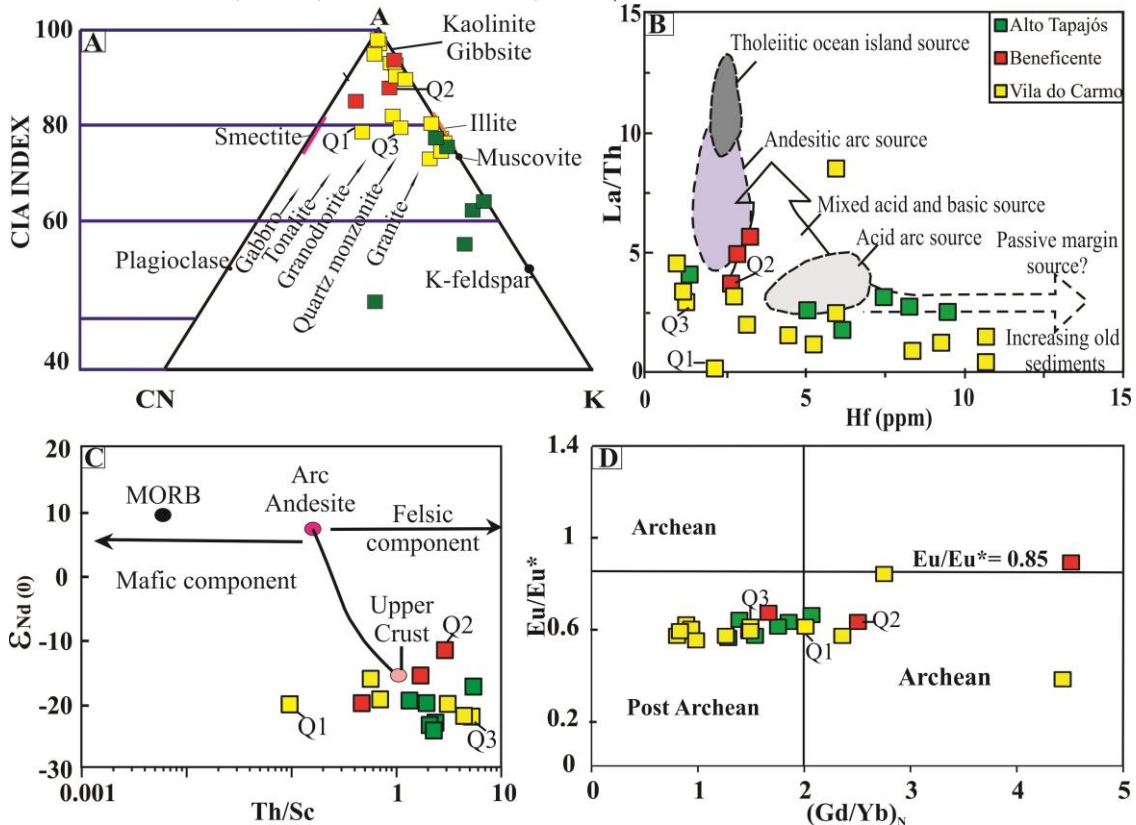 A
A
Kaolinite
Gibbsite
Q2
Smectite
Q1
Q3
Illite
Muscovite
Gabbro
Tonalite
Granodiorite
Quartz monzonite
Granite
Plagioclase
K-feldspar
CIA INDEX
100
80
60
40
CN
K
B
Alto Tapajós
Beneficente
Vila do Carmo
Tholeiitic ocean island source
Andesitic arc source
Mixed acid and basic source
Acid arc source
Passive margin
source?
Increasing old
sediments
Q2
Q3
Q1
La/Th
15
10
5
0
0
5
10
15
Hf (ppm)
C
MORB
Arc
Andesite
Felsic
component
Mafic component
Upper
Crust
Q2
Q1
Q3
εNd (0)
20
10
0
-10
-20
-30
0.001
1
10
Th/Sc
D
Archean
Eu/Eu*= 0.85
Q3
Q2
Q1
Archean
Post Archean
Eu/Eu*
1.4
1
0.6
0.2
0
0
1
2
3
4
5
(Gd/Yb)N